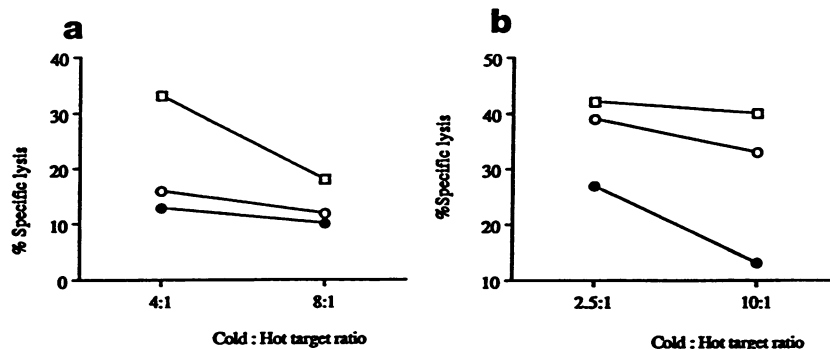 a
% Specific lysis
40
30
20
10
0
4:1 8:1
Cold : Hot target ratio
b
%Specific lysis
50
40
30
20
10
2.5:1 10:1
Cold : Hot target ratio